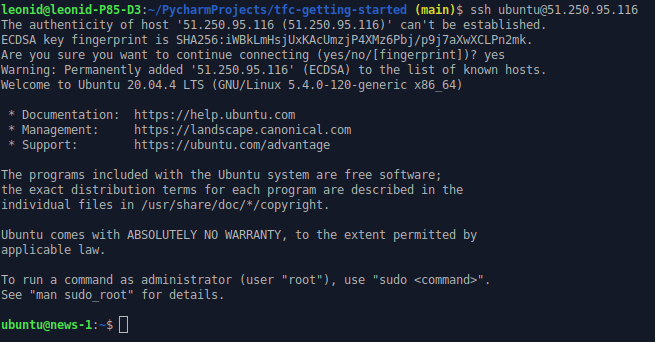 leonid@leonid-P85-D3:~/PycharmProjects/tfc-getting-started (main)$ ssh ubuntu@51.250.95.116
The authenticity of host '51.250.95.116 (51.250.95.116)' can't be established.
ECDSA key fingerprint is SHA256:iWBkLmHsjUxKAcUmzjP4XMz6Pbj/p9j7aXwXCLPn2mk.
Are you sure you want to continue connecting (yes/no/[fingerprint])? yes
Warning: Permanently added '51.250.95.116' (ECDSA) to the list of known hosts.
Welcome to Ubuntu 20.04.4 LTS (GNU/Linux 5.4.0-120-generic x86_64)
* Documentation:  https://help.ubuntu.com
* Management:     https://landscape.canonical.com
* Support:        https://ubuntu.com/advantage
The programs included with the Ubuntu system are free software;
the exact distribution terms for each program are described in the
individual files in /usr/share/doc/*/copyright.
Ubuntu comes with ABSOLUTELY NO WARRANTY, to the extent permitted by
applicable law.
To run a command as administrator (user "root"), use "sudo <command>".
See "man sudo_root" for details.
ubuntu@news-1:~$